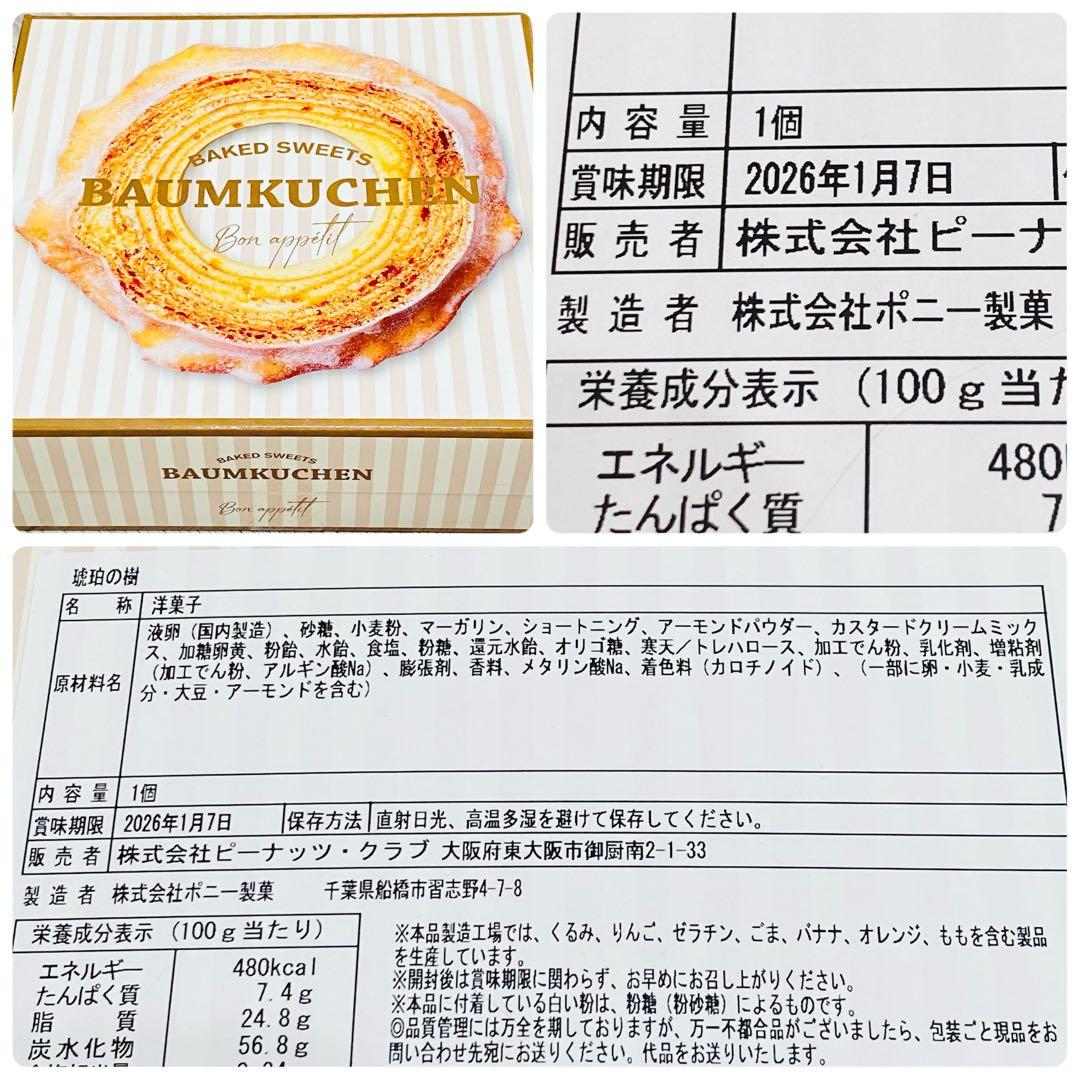 BAKED SWEETS
BAUMKUCHEN
Bon appétit
BAKED SWEETS
BAUMKUCHEN
Bon appétit
内容量 1個
賞味期限 2026年1月7日
販売者 株式会社ピーナ
製造者 株式会社ポニー製菓
栄養成分表示 (100g当た
エネルギー 480
たんぱく質 7
琥珀の樹
名称 洋菓子
原材料名
液卵（国内製造）、砂糖、小麦粉、マーガリン、ショートニング、アーモンドパウダー、カスタードクリームミック
ス、加糖卵黄、粉飴、水飴、食塩、粉糖、還元水飴、オリゴ糖、寒天／トレハロース、加工でん粉、乳化剤、増粘剤
（加工でん粉、アルギン酸Na）、膨張剤、香料、メタリン酸Na、着色料（カロチノイド）、（一部に卵・小麦・乳成
分・大豆・アーモンドを含む）
内容量 1個
賞味期限 2026年1月7日 保存方法 直射日光、高温多湿を避けて保存してください。
販売者 株式会社ピーナッツ・クラブ 大阪府東大阪市御厨南2-1-33
製造者 株式会社ポニー製菓 千葉県船橋市習志野4-7-8
栄養成分表示 (100g当たり)
エネルギー 480kcal
たんぱく質 7.4g
脂質 24.8g
炭水化物 56.8g
※本品製造工場では、くるみ、りんご、ゼラチン、ごま、バナナ、オレンジ、ももを含む製品
を生産しています。
※開封後は賞味期限に関わらず、お早めにお召し上がりください。
※本品に付着している白い粉は、粉糖（粉砂糖）によるものです。
◎品質管理には万全を期しておりますが、万一不都合品がございましたら、包装ごと現品をお
問い合わせ先宛にお送りください。代品をお送りいたします。